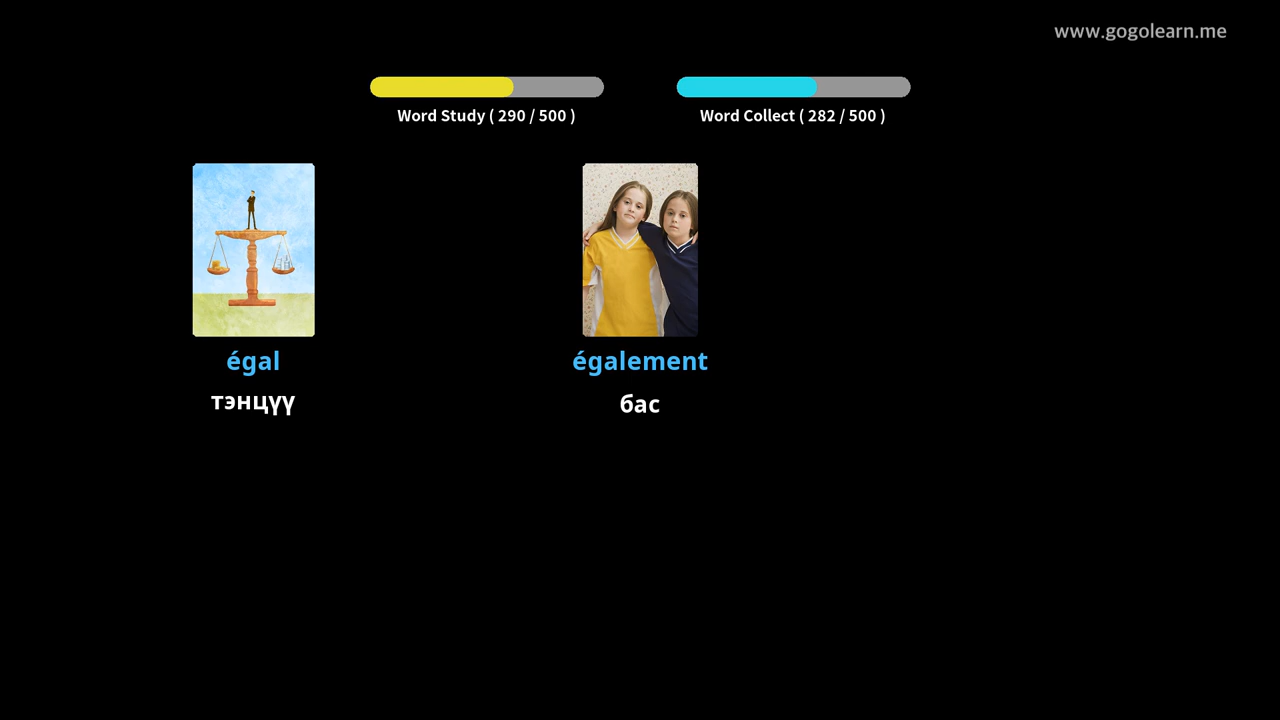 www.gogolearn.me
Word Study ( 290 / 500 )
Word Collect ( 282 / 500 )
égal
également
тэнцүү
бас